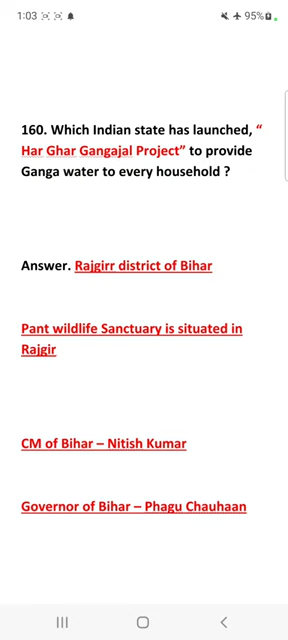 1:03 95%
160. Which Indian state has launched, “
Har Ghar Gangajal Project” to provide
Ganga water to every household ?
Answer. Rajgirr district of Bihar
Pant wildlife Sanctuary is situated in
Rajgir
CM of Bihar – Nitish Kumar
Governor of Bihar – Phagu Chauhaan